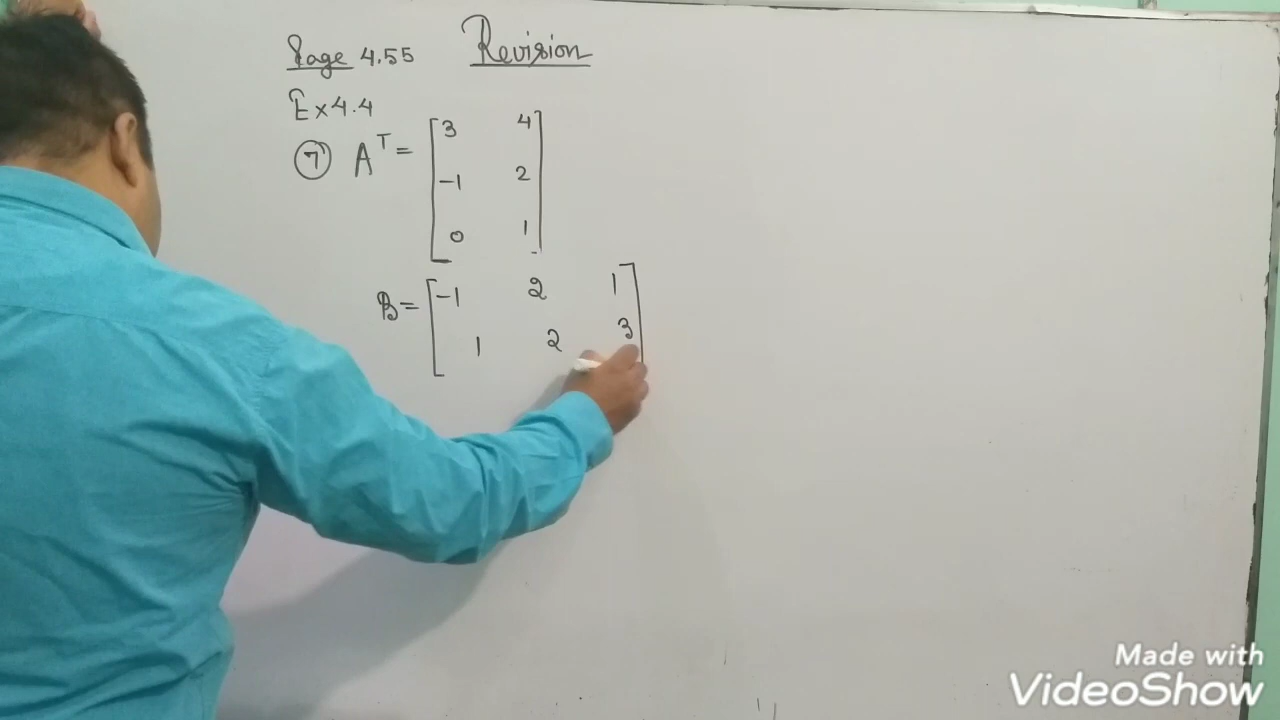 Page 4.55 Revision
Ex 4.4
⑦ Aᵀ = [3 4
-1 2
0 1]
B = [-1 2 1
1 2 3]
Made with
VideoShow